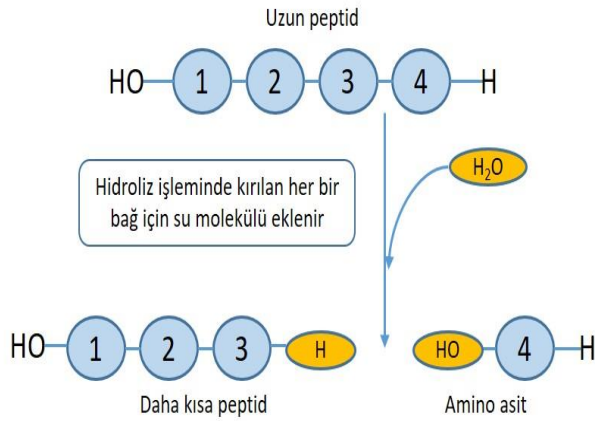 Uzun peptid
HO 1 2 3 4 H
H₂O
Hidroliz işleminde kırılan her bir
bağ için su molekülü eklenir
HO 1 2 3 H
HO 4 H
Daha kısa peptid
Amino asit